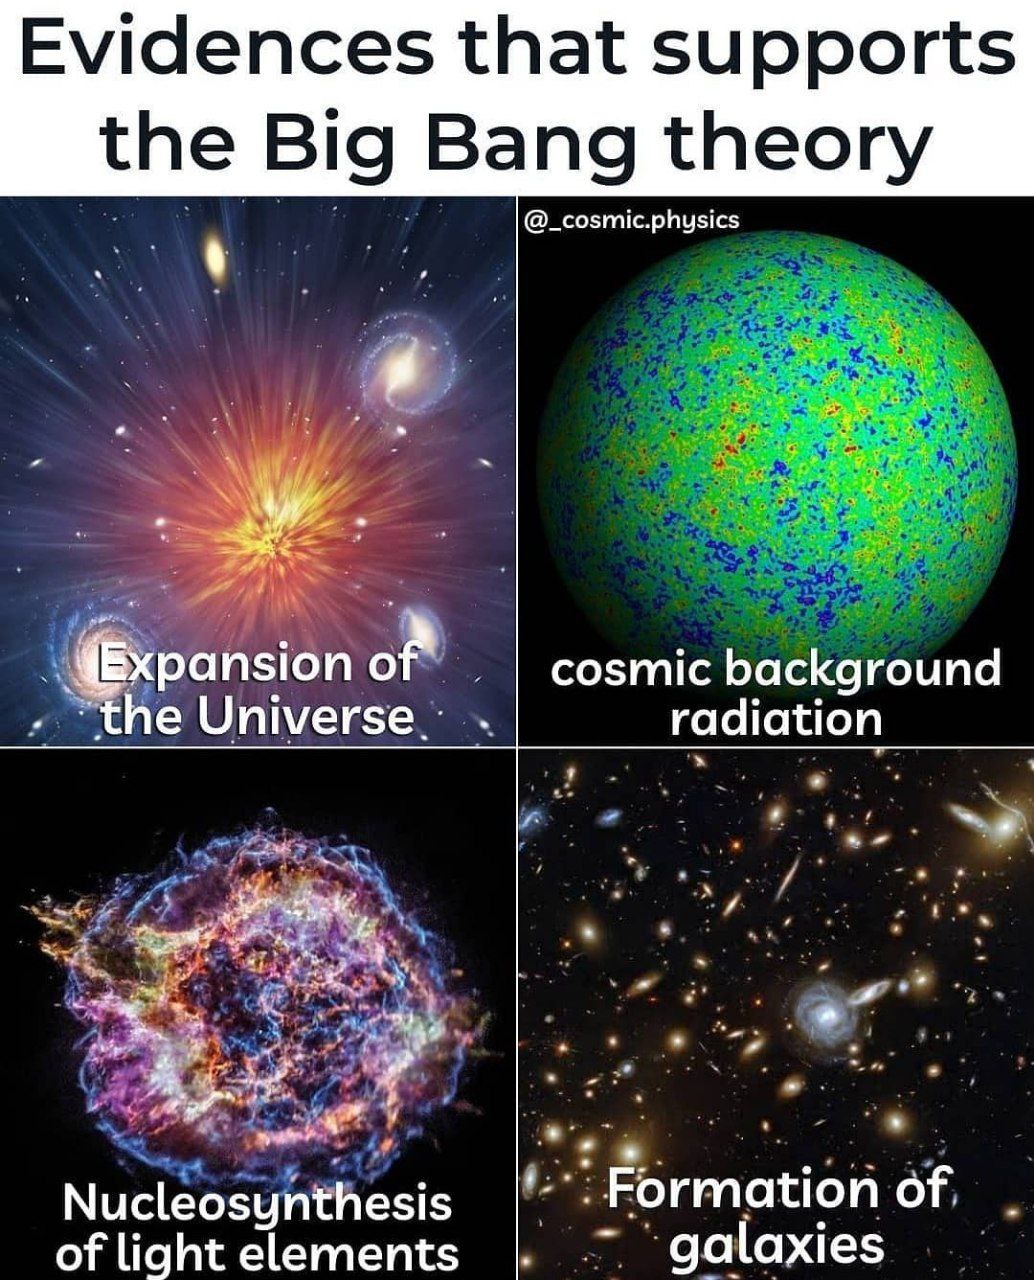 Evidences that supports
the Big Bang theory
@_cosmic.physics
Expansion of
the Universe
cosmic background
radiation
Nucleosynthesis
of light elements
Formation of
galaxies